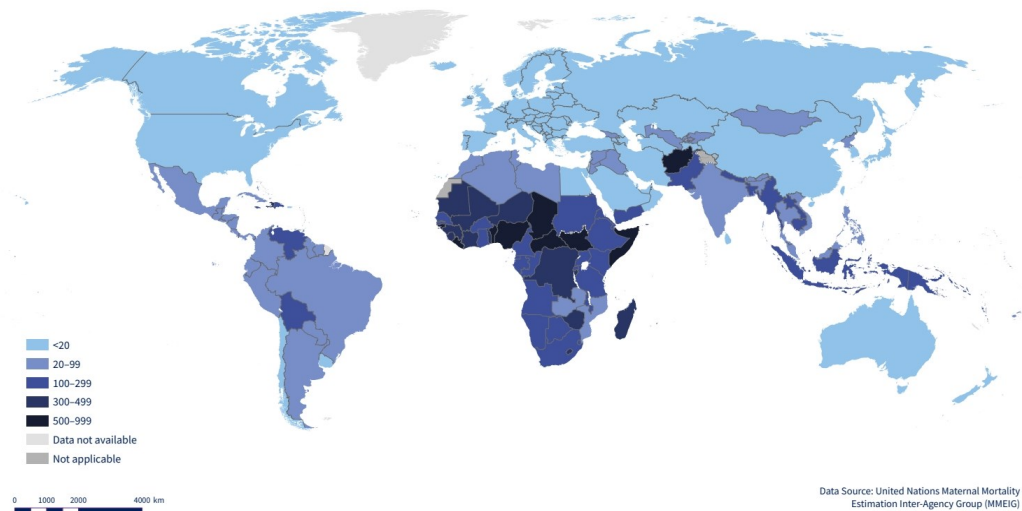 <20
20–99
100–299
300–499
500–999
Data not available
Not applicable
0 1000 2000 4000 km
Data Source: United Nations Maternal Mortality
Estimation Inter-Agency Group (MMEIG)